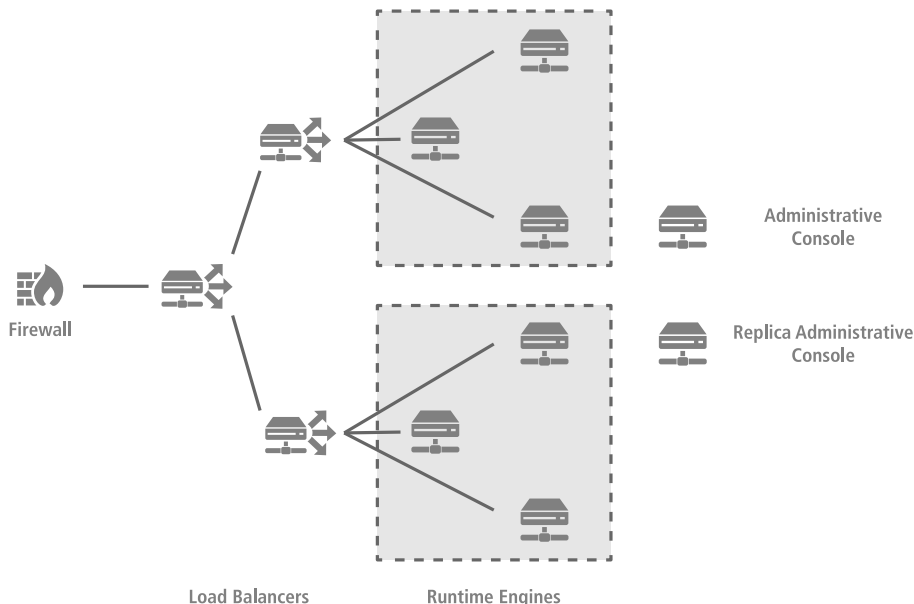 Administrative
Console
Firewall
Replica Administrative
Console
Load Balancers
Runtime Engines